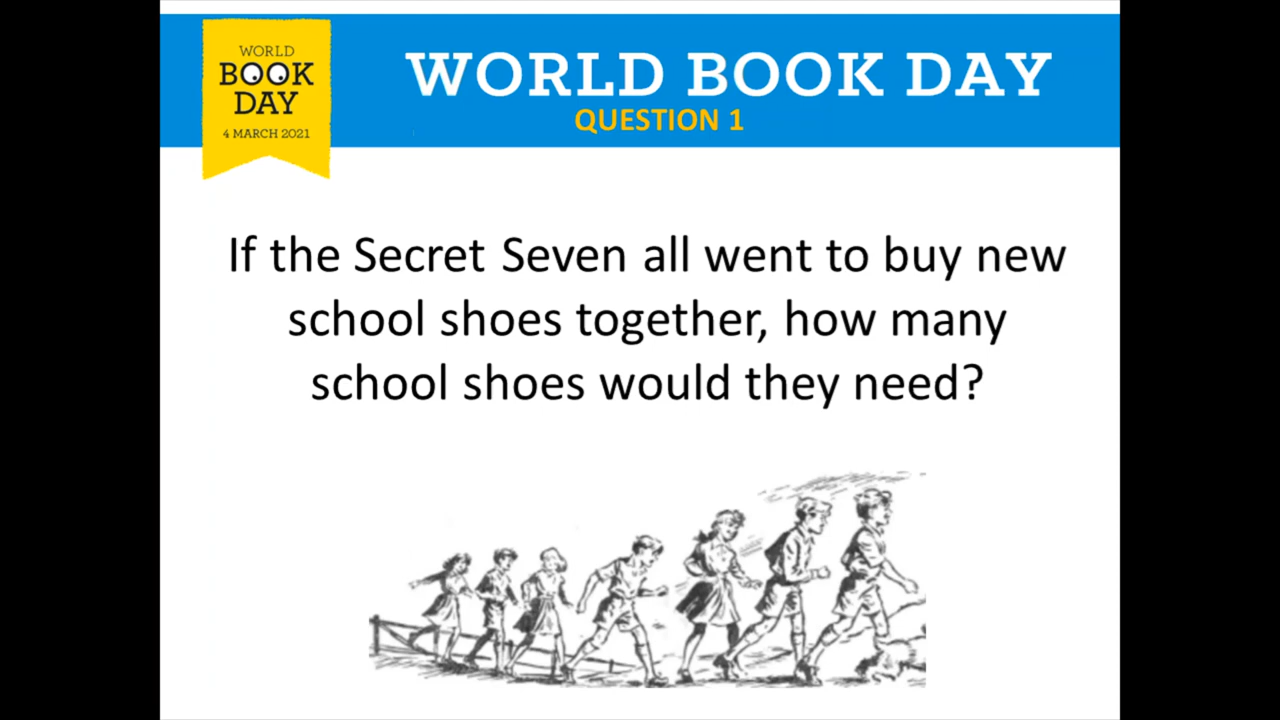 WORLD
BOOK
DAY
4 MARCH 2021
WORLD BOOK DAY
QUESTION 1
If the Secret Seven all went to buy new
school shoes together, how many
school shoes would they need?